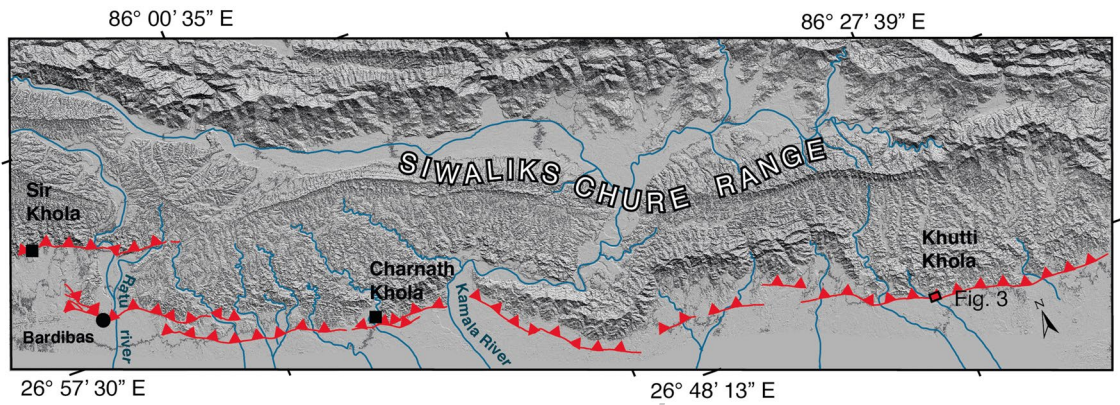 86° 00' 35” E
86° 27' 39” E
SIWALIKS CHURE RANGE
Sir
Khola
Khutti
Khola
Charnath
Khola
Ratu river
Kamala River
Fig. 3
N
Bardibas
26° 57' 30” E
26° 48' 13” E